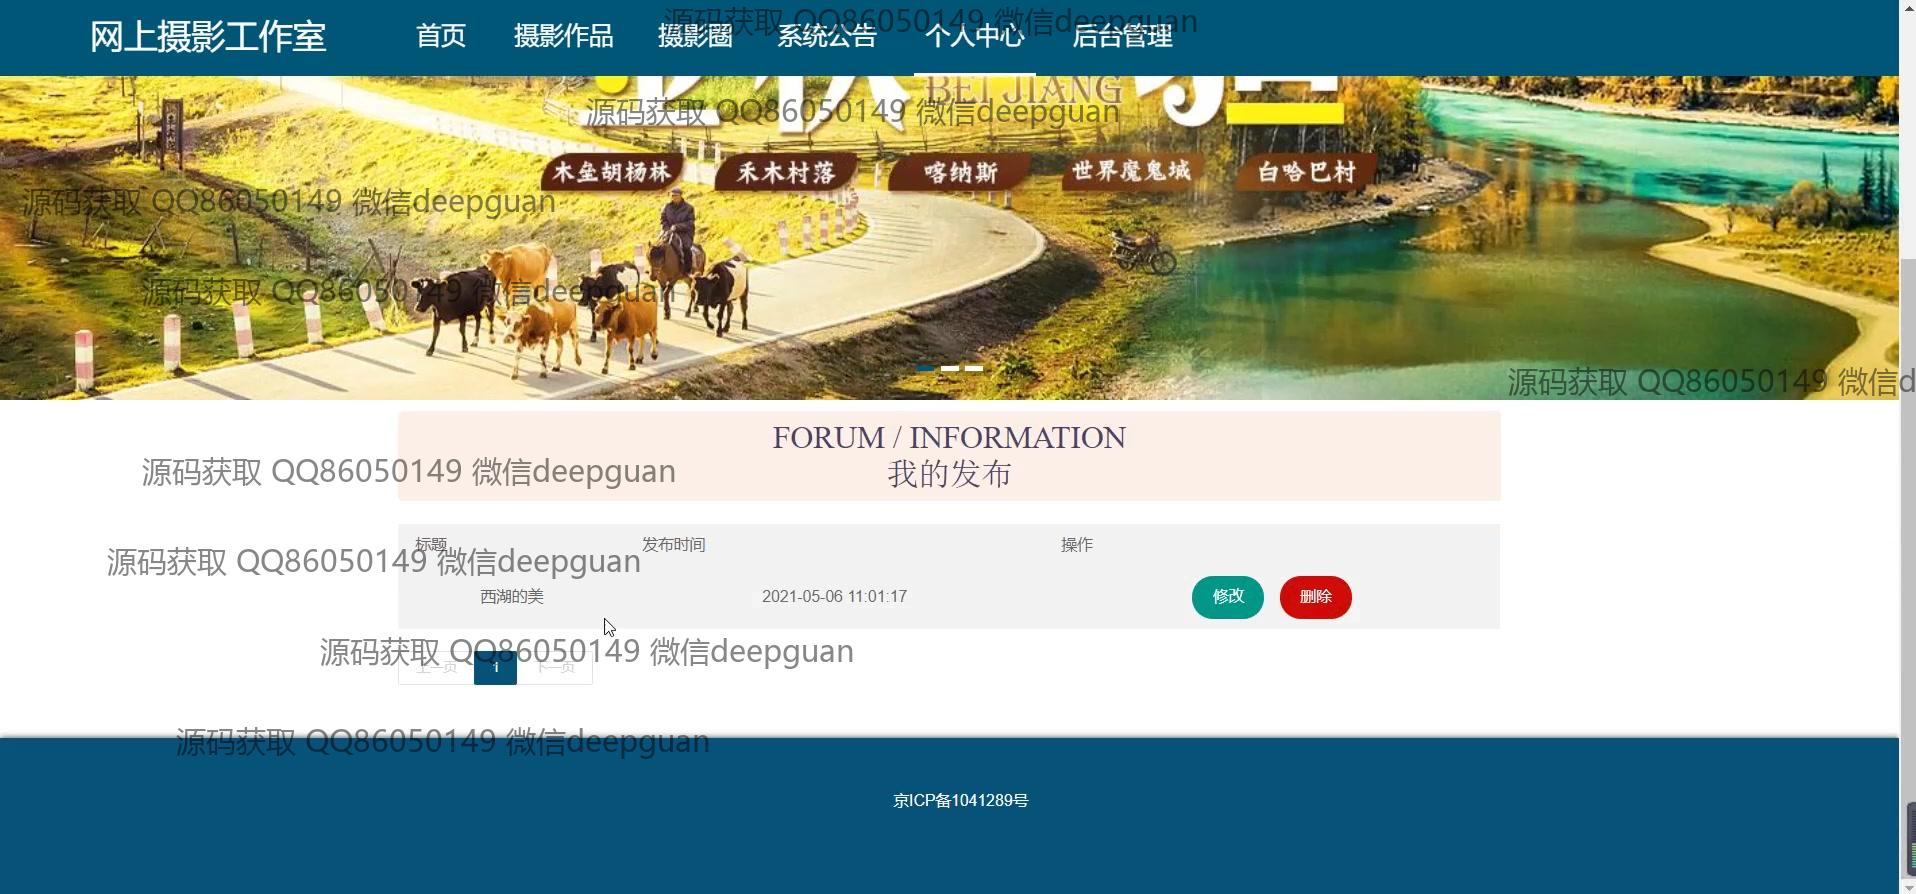 网上摄影工作室 首页 摄影作品 摄影圈 系统公告 个人中心 后台管理
源码获取 QQ86050149 微信deepguan
BEI JIANG
源码获取 QQ86050149 微信deepguan
木垒胡杨林 禾木村落 喀纳斯 世界魔鬼城 白哈巴村
源码获取 QQ86050149 微信deepguan
源码获取 QQ86050149 微信deepguan
源码获取 QQ86050149 微信d
FORUM / INFORMATION
我的发布
源码获取 QQ86050149 微信deepguan
标题 发布时间 操作
源码获取 QQ86050149 微信deepguan
西湖的美 2021-05-06 11:01:17 修改 删除
源码获取 QQ86050149 微信deepguan
上一页 1 下一页
源码获取 QQ86050149 微信deepguan
京ICP备1041289号